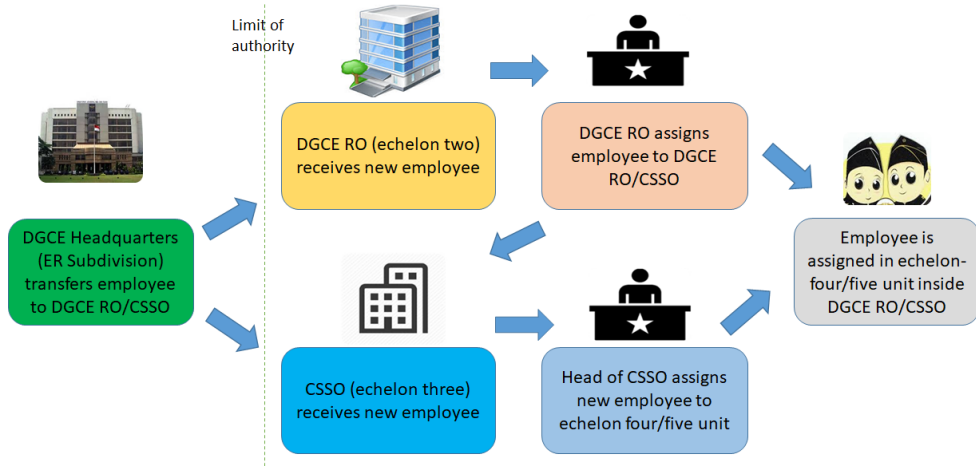 Limit of
authority
DGCE RO (echelon two)
receives new employee
DGCE RO assigns
employee to DGCE
RO/CSSO
DGCE Headquarters
(ER Subdivision)
transfers employee
to DGCE RO/CSSO
Employee is
assigned in echelon-
four/five unit inside
DGCE RO/CSSO
CSSO (echelon three)
receives new employee
Head of CSSO assigns
new employee to
echelon four/five unit